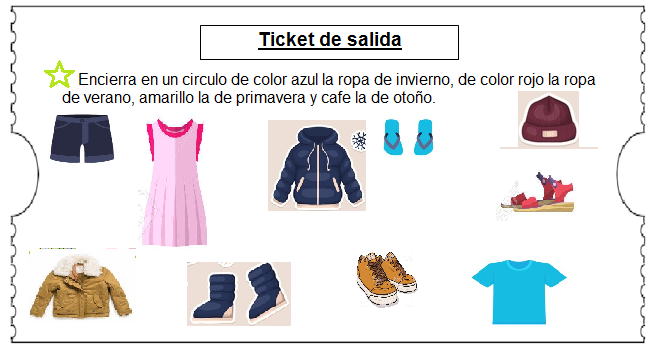 Ticket de salida
Encierra en un circulo de color azul la ropa de invierno, de color rojo la ropa
de verano, amarillo la de primavera y cafe la de otoño.